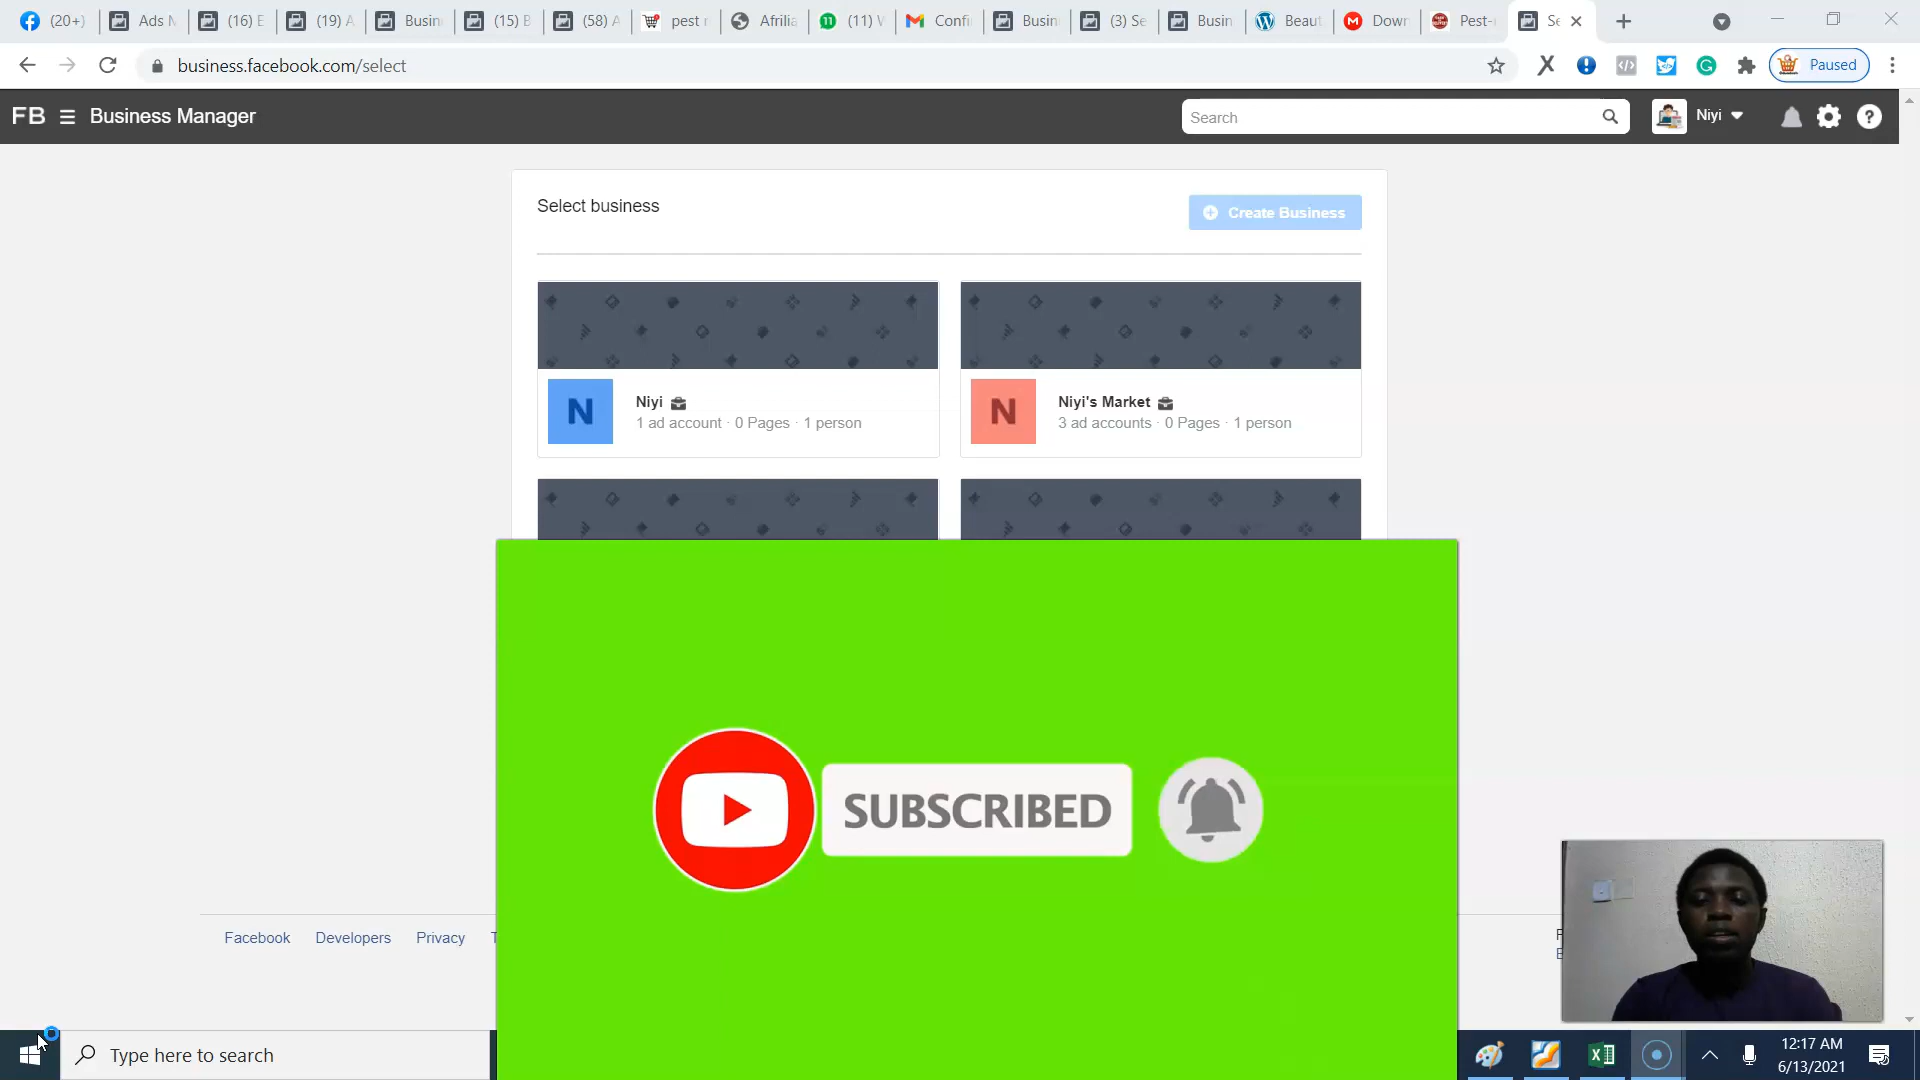 (20+) Ads M (16) E (19) A Busin (15) B (58) A pest r Afrilia (11) V Confi Busin (3) Se Busin Beaut Down Pest- Se
business.facebook.com/select Paused
FB Business Manager Search Niyi
Select business Create Business
N Niyi
1 ad account · 0 Pages · 1 person
N Niyi's Market
3 ad accounts · 0 Pages · 1 person
SUBSCRIBED
Facebook Developers Privacy
Type here to search
12:17 AM
6/13/2021